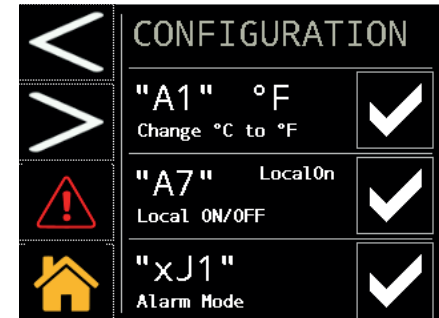 CONFIGURATION
"A1" °F
Change °C to °F
"A7" LocalOn
Local ON/OFF
"xJ1"
Alarm Mode